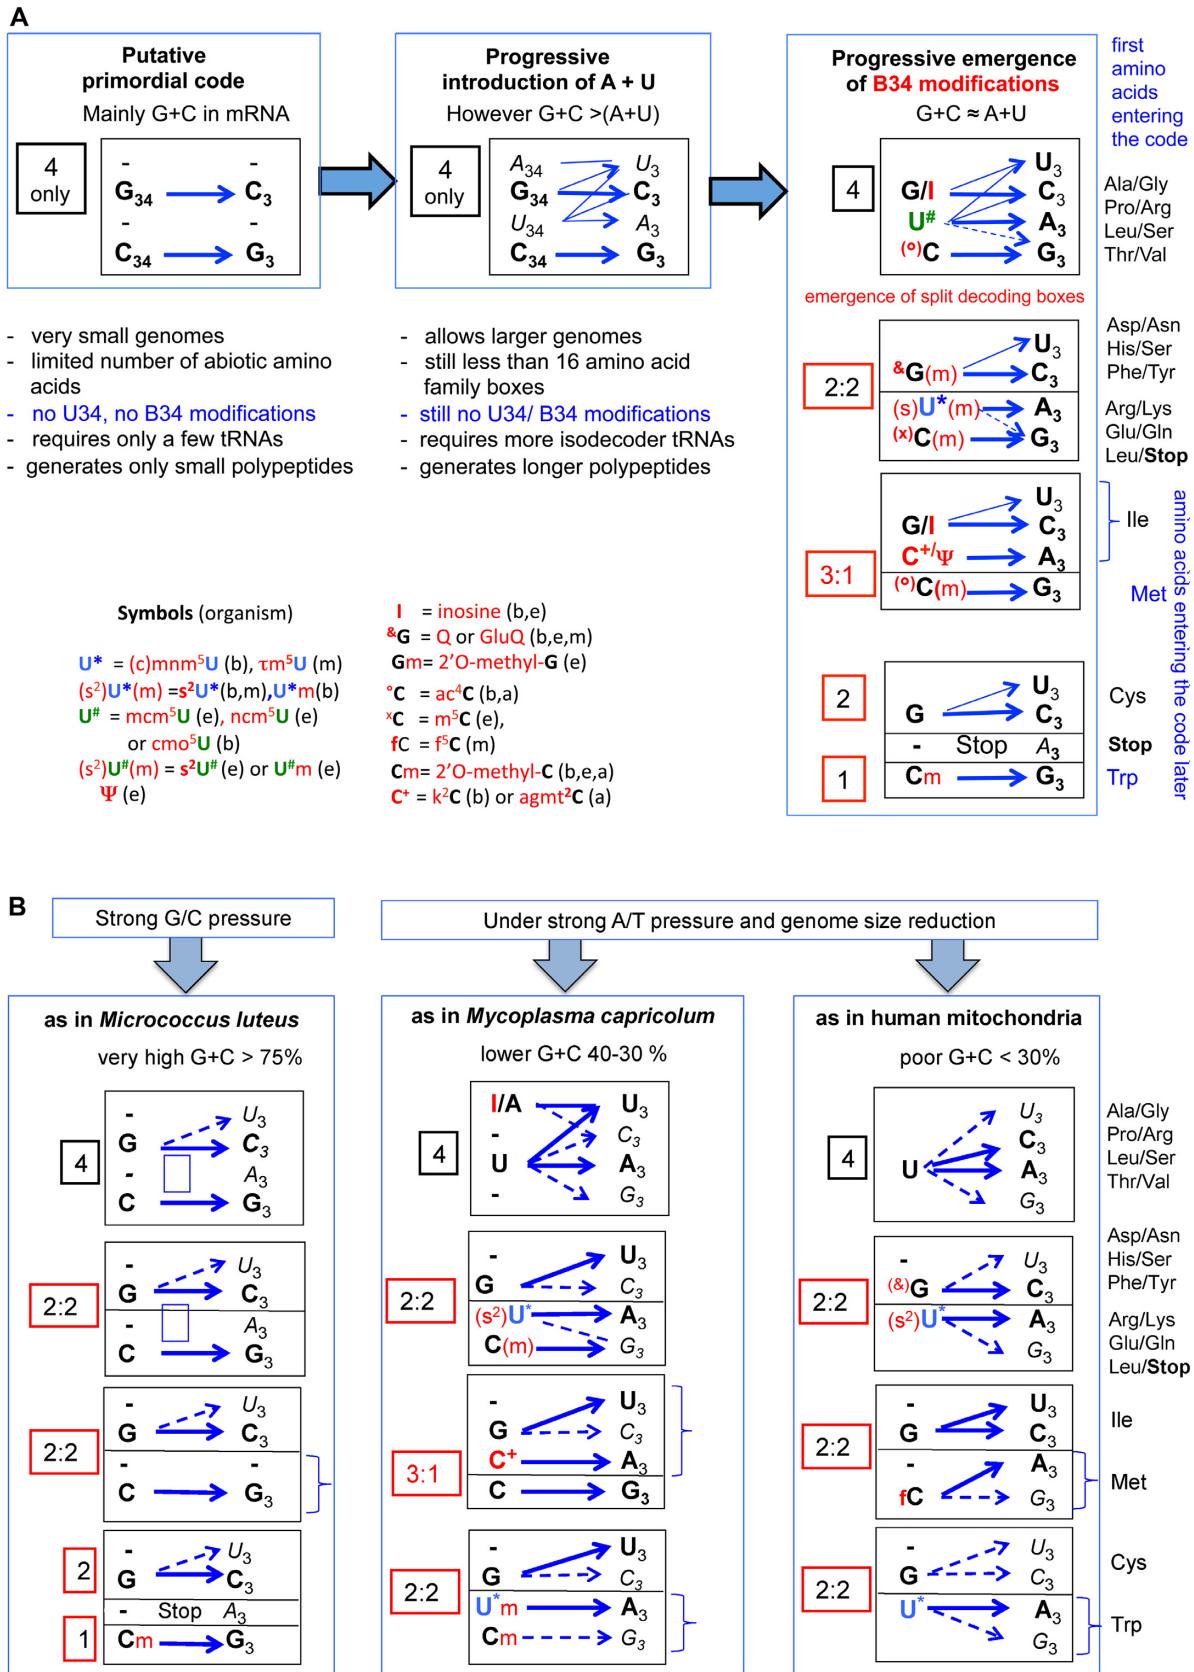 A
Putative
primordial code
Mainly G+C in mRNA
4
only
-
-
G34
C3
-
-
C34
G3
Progressive
introduction of A + U
However G+C >(A+U)
4
only
A34
U3
G34
C3
U34
A3
C34
G3
Progressive emergence
of B34 modifications
G+C ≈ A+U
4
U3
G/I
C3
U#
A3
(°)C
G3
first
amino
acids
entering
the code
Ala/Gly
Pro/Arg
Leu/Ser
Thr/Val
emergence of split decoding boxes
2:2
U3
&G(m)
C3
(s)U*(m)
A3
(x)C(m)
G3
Asp/Asn
His/Ser
Phe/Tyr
Arg/Lys
Glu/Gln
Leu/Stop
3:1
U3
G/I
C3
C+/Ψ
A3
(°)C(m)
G3
Ile
Met
amino acids entering the code later
2
U3
G
C3
Cys
- Stop A3
Stop
1
Cm
G3
Trp
- very small genomes
- limited number of abiotic amino
acids
- no U34, no B34 modifications
- requires only a few tRNAs
- generates only small polypeptides
- allows larger genomes
- still less than 16 amino acid
family boxes
- still no U34/ B34 modifications
- requires more isodecoder tRNAs
- generates longer polypeptides
Symbols (organism)
U* = (c)mnm5U (b), τm5U (m)
(s2)U*(m) =s2U*(b,m),U*m(b)
U# = mcm5U (e), ncm5U (e)
or cmo5U (b)
(s2)U#(m) = s2U# (e) or U#m (e)
Ψ (e)
I = inosine (b,e)
&G = Q or GluQ (b,e,m)
Gm= 2'O-methyl-G (e)
°C = ac4C (b,a)
xC = m5C (e),
fC = f5C (m)
Cm= 2'O-methyl-C (b,e,a)
C+ = k2C (b) or agmt2C (a)
B
Strong G/C pressure
Under strong A/T pressure and genome size reduction
as in Micrococcus luteus
very high G+C > 75%
4
-
U3
G
C3
-
A3
C
G3
2:2
-
U3
G
C3
-
A3
C
G3
2:2
-
U3
G
C3
-
-
C
G3
2
-
U3
G
C3
- Stop A3
1
Cm
G3
as in Mycoplasma capricolum
lower G+C 40-30 %
4
I/A
U3
-
C3
U
A3
-
G3
2:2
-
U3
G
C3
(s2)U*
A3
C(m)
G3
3:1
-
U3
G
C3
C+
A3
C
G3
2:2
-
U3
G
C3
U*m
A3
Cm
G3
as in human mitochondria
poor G+C < 30%
4
U3
C3
U
A3
G3
Ala/Gly
Pro/Arg
Leu/Ser
Thr/Val
2:2
-
U3
(&)G
C3
(s2)U*
A3
G3
Asp/Asn
His/Ser
Phe/Tyr
Arg/Lys
Glu/Gln
Leu/Stop
2:2
-
U3
G
C3
-
A3
fC
G3
Ile
Met
2:2
-
U3
G
C3
U*
A3
G3
Cys
Trp